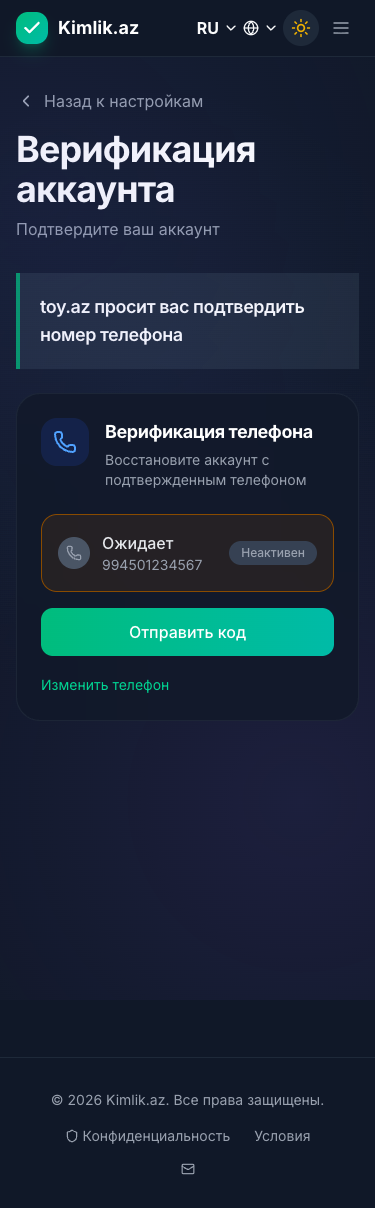 Kimlik.az
RU
Назад к настройкам
Верификация
аккаунта
Подтвердите ваш аккаунт
toy.az просит вас подтвердить
номер телефона
Верификация телефона
Восстановите аккаунт с
подтвержденным телефоном
Ожидает
994501234567
Неактивен
Отправить код
Изменить телефон
© 2026 Kimlik.az. Все права защищены.
Конфиденциальность
Условия